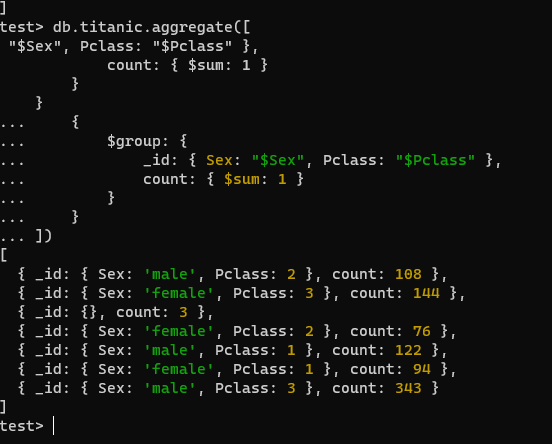 ]
test> db.titanic.aggregate([
 "$Sex", Pclass: "$Pclass" },
            count: { $sum: 1 }
        }
    }
...     {
...         $group: {
...             _id: { Sex: "$Sex", Pclass: "$Pclass" },
...             count: { $sum: 1 }
...         }
...     }
... ])
[
  { _id: { Sex: 'male', Pclass: 2 }, count: 108 },
  { _id: { Sex: 'female', Pclass: 3 }, count: 144 },
  { _id: {}, count: 3 },
  { _id: { Sex: 'female', Pclass: 2 }, count: 76 },
  { _id: { Sex: 'male', Pclass: 1 }, count: 122 },
  { _id: { Sex: 'female', Pclass: 1 }, count: 94 },
  { _id: { Sex: 'male', Pclass: 3 }, count: 343 }
]
test>